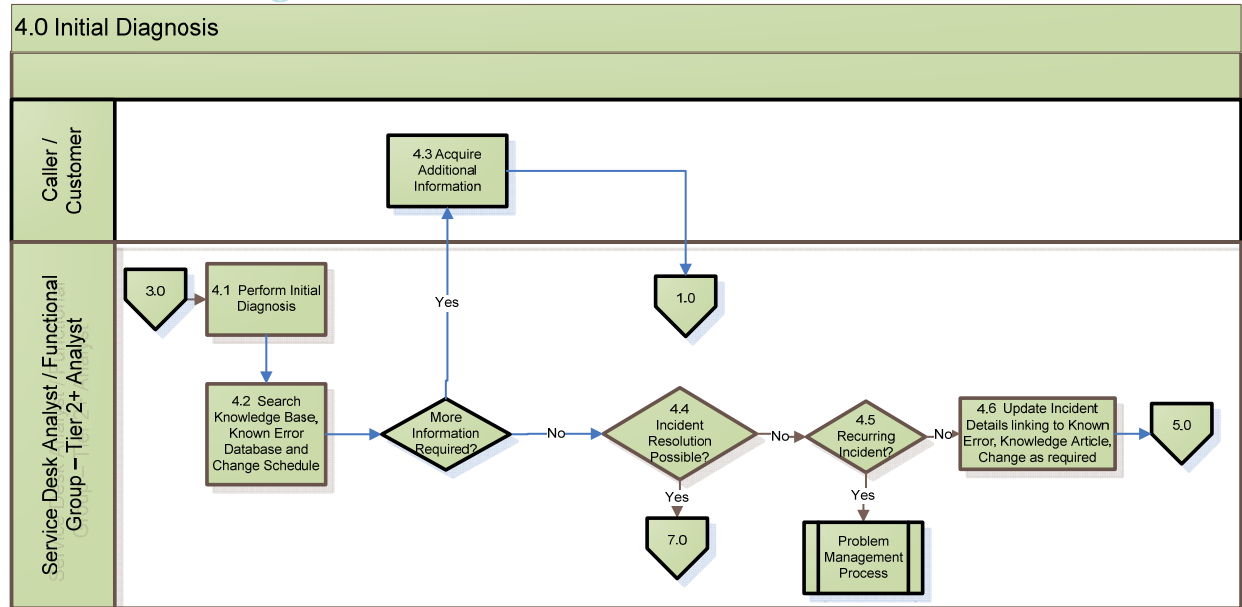 4.0 Initial Diagnosis
Caller /
Customer
4.3 Acquire
Additional
Information
Service Desk Analyst / Functional
Group – Tier 2+ Analyst
3.0
4.1 Perform Initial
Diagnosis
Yes
1.0
4.2 Search
Knowledge Base,
Known Error
Database and
Change Schedule
More
Information
Required?
No
4.4
Incident
Resolution
Possible?
No
4.5
Recurring
Incident?
No
4.6 Update Incident
Details linking to Known
Error, Knowledge Article,
Change as required
5.0
Yes
7.0
Yes
Problem
Management
Process